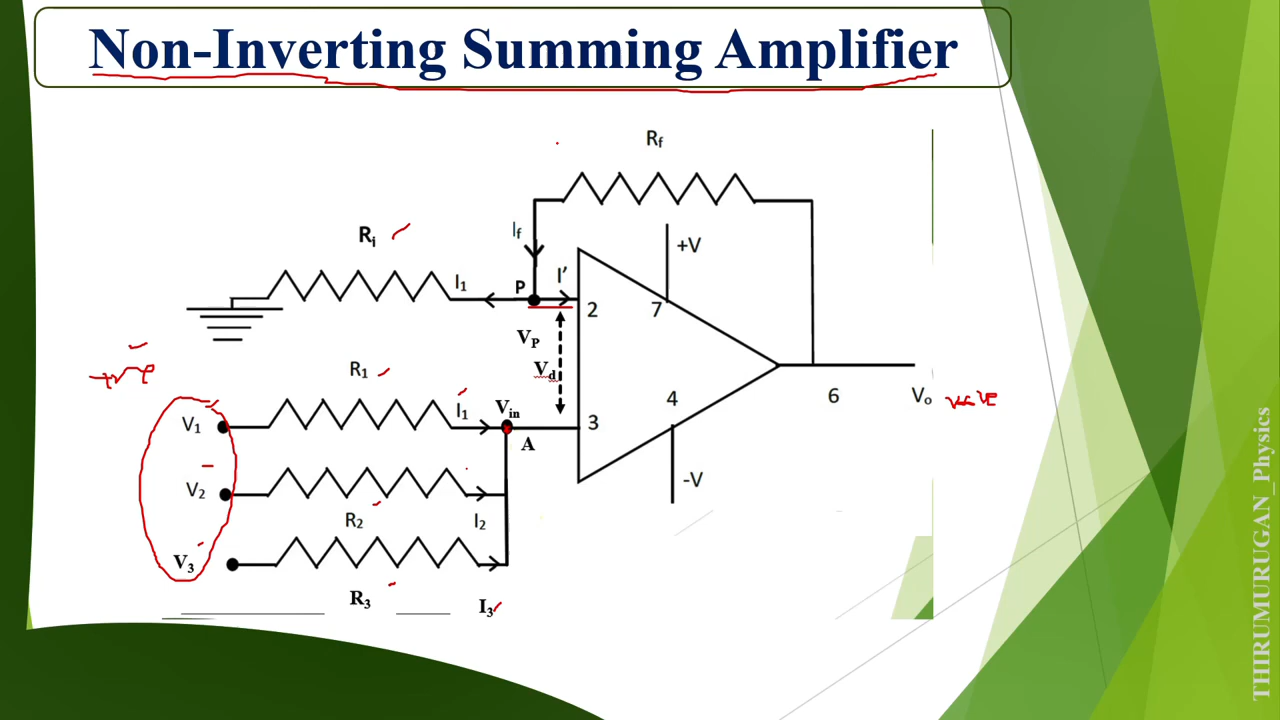 Non-Inverting Summing Amplifier
Rf
If
+V
Ri
I1
P
I'
2
7
VP
Vd
R1
I1
Vin
A
3
4
6
Vo
V1
-V
V2
R2
I2
V3
R3
I3
THIRUMURUGAN_Physics